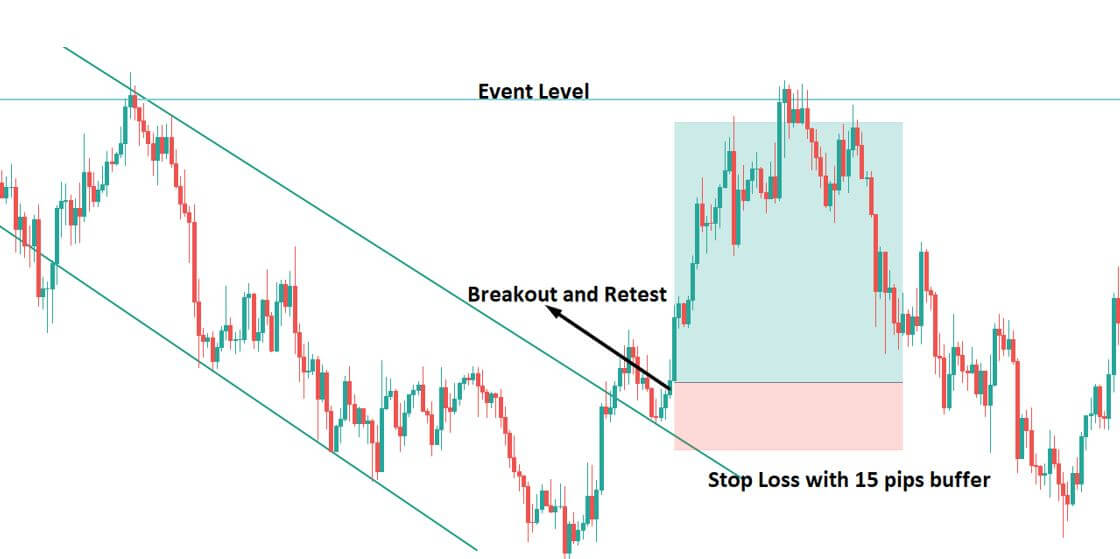 Event Level
Breakout and Retest
Stop Loss with 15 pips buffer